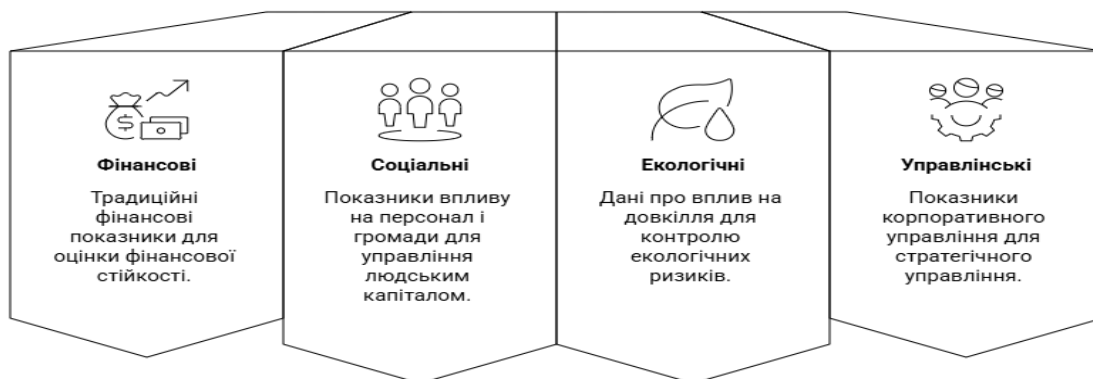 Фінансові
Традиційні
фінансові
показники для
оцінки фінансової
стійкості.
Соціальні
Показники впливу
на персонал і
громади для
управління
людським
капіталом.
Екологічні
Дані про вплив на
довкілля для
контролю
екологічних
ризиків.
Управлінські
Показники
корпоративного
управління для
стратегічного
управління.